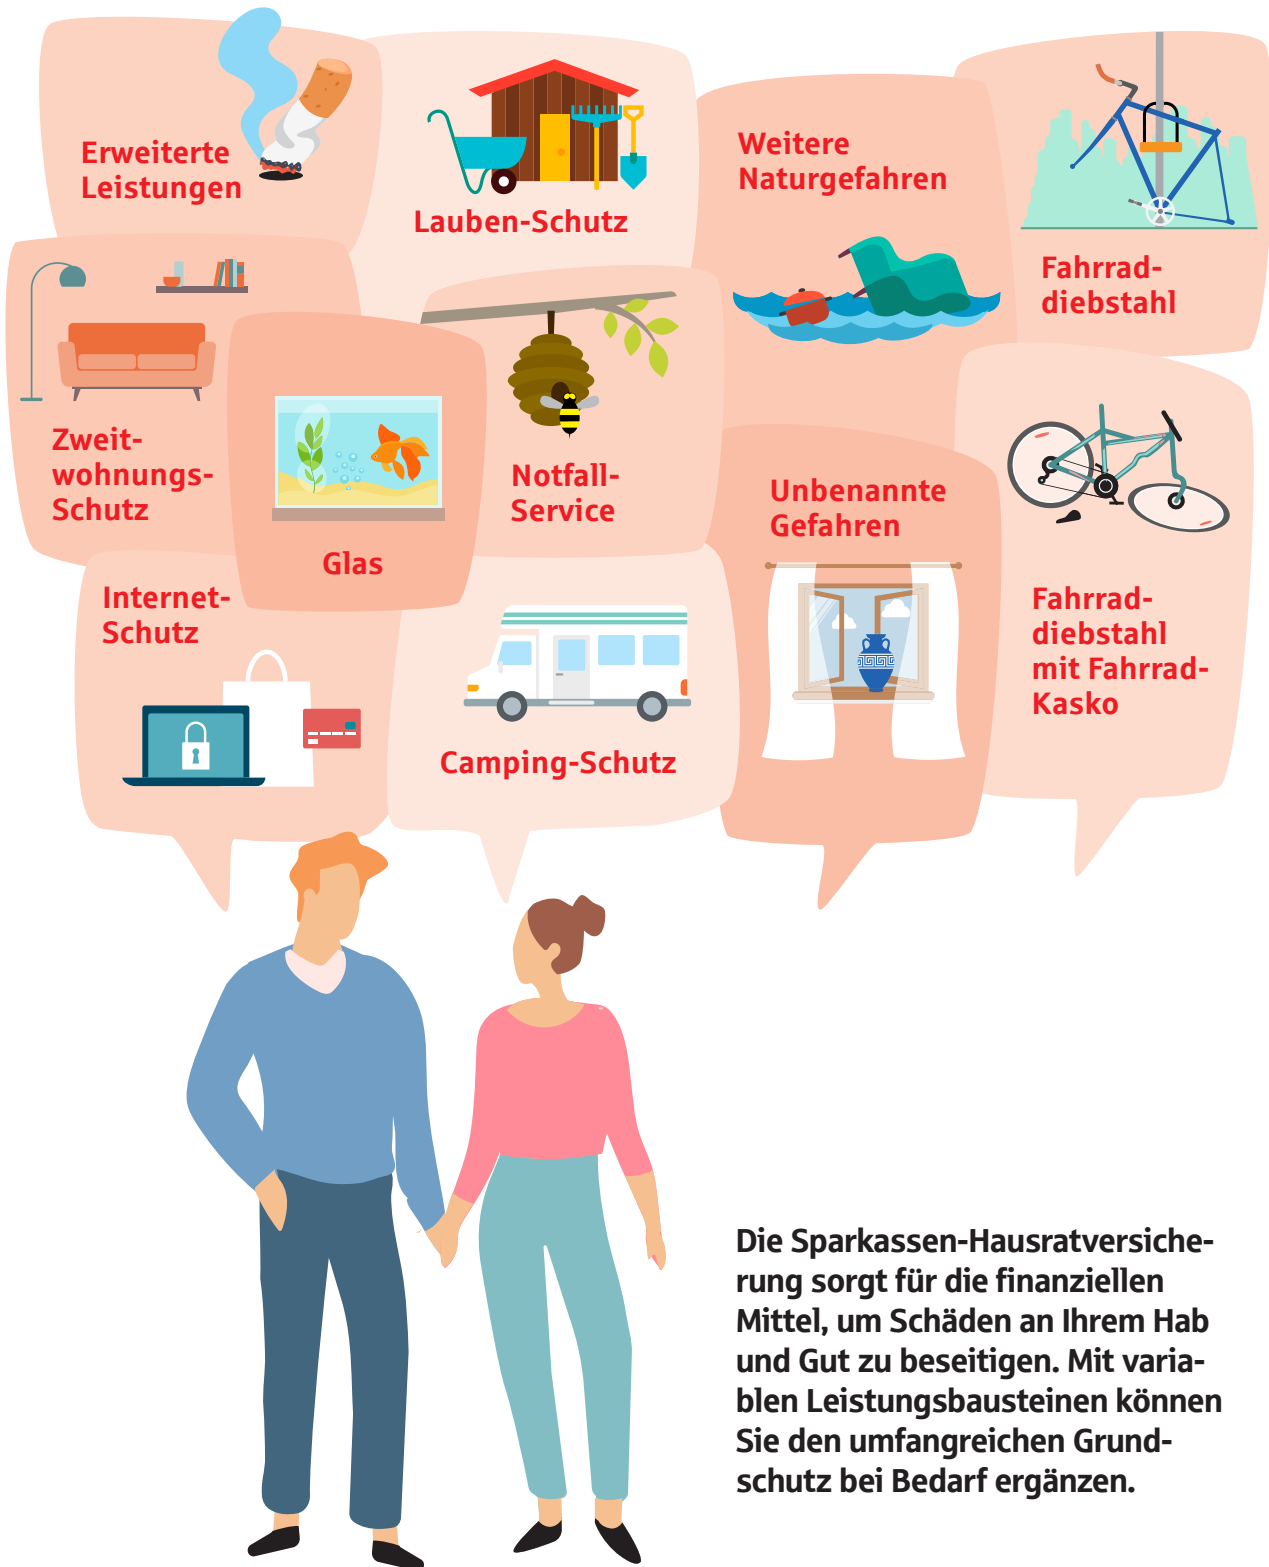 Erweiterte
Leistungen
Lauben-Schutz
Weitere
Naturgefahren
Fahrrad-
diebstahl
Zweit-
wohnungs-
Schutz
Glas
Notfall-
Service
Unbenannte
Gefahren
Fahrrad-
diebstahl
mit Fahrrad-
Kasko
Internet-
Schutz
Camping-Schutz
Die Sparkassen-Hausratversiche-
rung sorgt für die finanziellen
Mittel, um Schäden an Ihrem Hab
und Gut zu beseitigen. Mit varia-
blen Leistungsbausteinen können
Sie den umfangreichen Grund-
schutz bei Bedarf ergänzen.